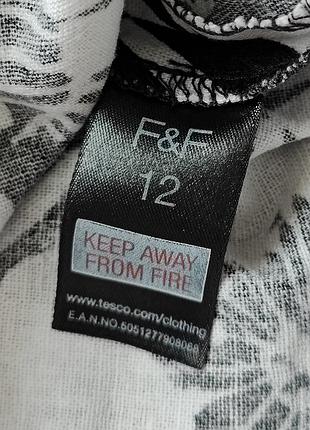 F&F
12
KEEP AWAY
FROM FIRE
www.tesco.com/clothing
E.A.N.NO.5051277908066